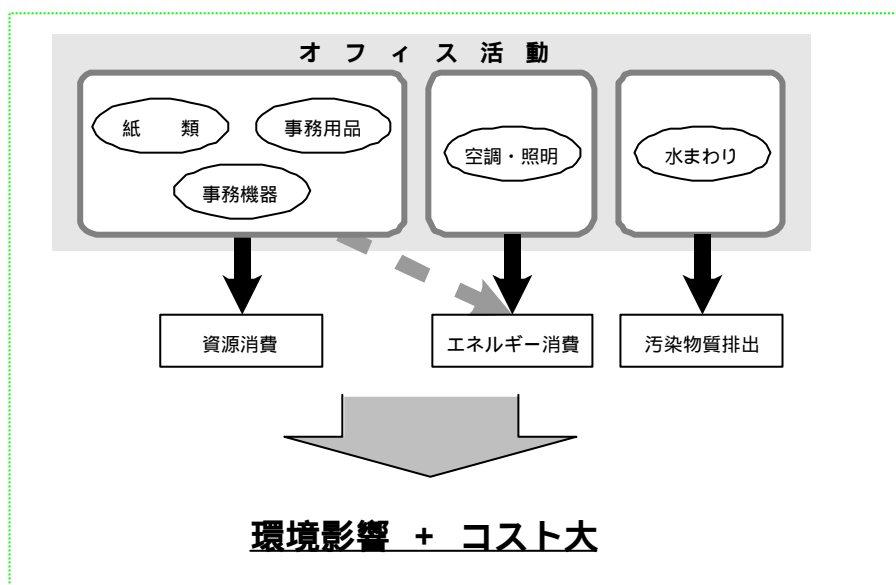 オフィス活動
紙 類
事務用品
事務機器
空調・照明
水まわり
資源消費
エネルギー消費
汚染物質排出
環境影響 + コスト大